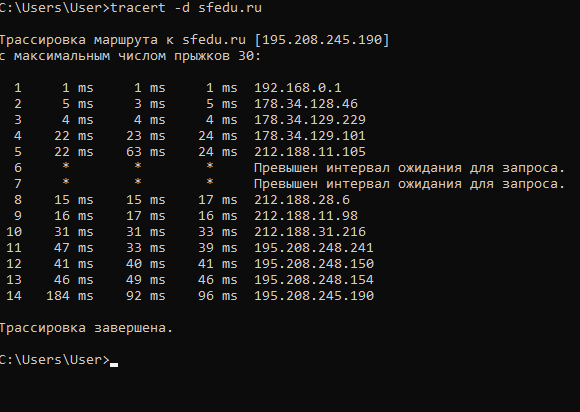 C:\Users\User>tracert -d sfedu.ru
Трассировка маршрута к sfedu.ru [195.208.245.190]
с максимальным числом прыжков 30:
1 1 ms 1 ms 1 ms 192.168.0.1
2 5 ms 3 ms 5 ms 178.34.128.46
3 4 ms 4 ms 4 ms 178.34.129.229
4 22 ms 23 ms 24 ms 178.34.129.101
5 22 ms 63 ms 24 ms 212.188.11.105
6 * * * Превышен интервал ожидания для запроса.
7 * * * Превышен интервал ожидания для запроса.
8 15 ms 15 ms 17 ms 212.188.28.6
9 16 ms 17 ms 16 ms 212.188.11.98
10 31 ms 31 ms 33 ms 212.188.31.216
11 47 ms 33 ms 39 ms 195.208.248.241
12 41 ms 40 ms 41 ms 195.208.248.150
13 46 ms 49 ms 46 ms 195.208.248.154
14 184 ms 92 ms 96 ms 195.208.245.190
Трассировка завершена.
C:\Users\User>